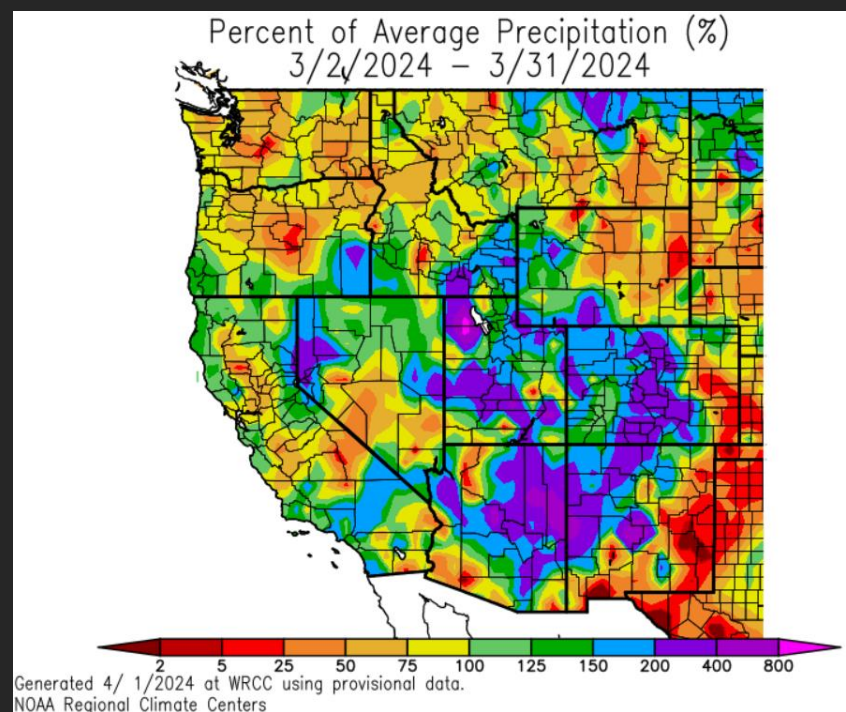 Percent of Average Precipitation (%)
3/2/2024 – 3/31/2024
2 5 25 50 75 100 125 150 200 400 800
Generated 4/ 1/2024 at WRCC using provisional data.
NOAA Regional Climate Centers